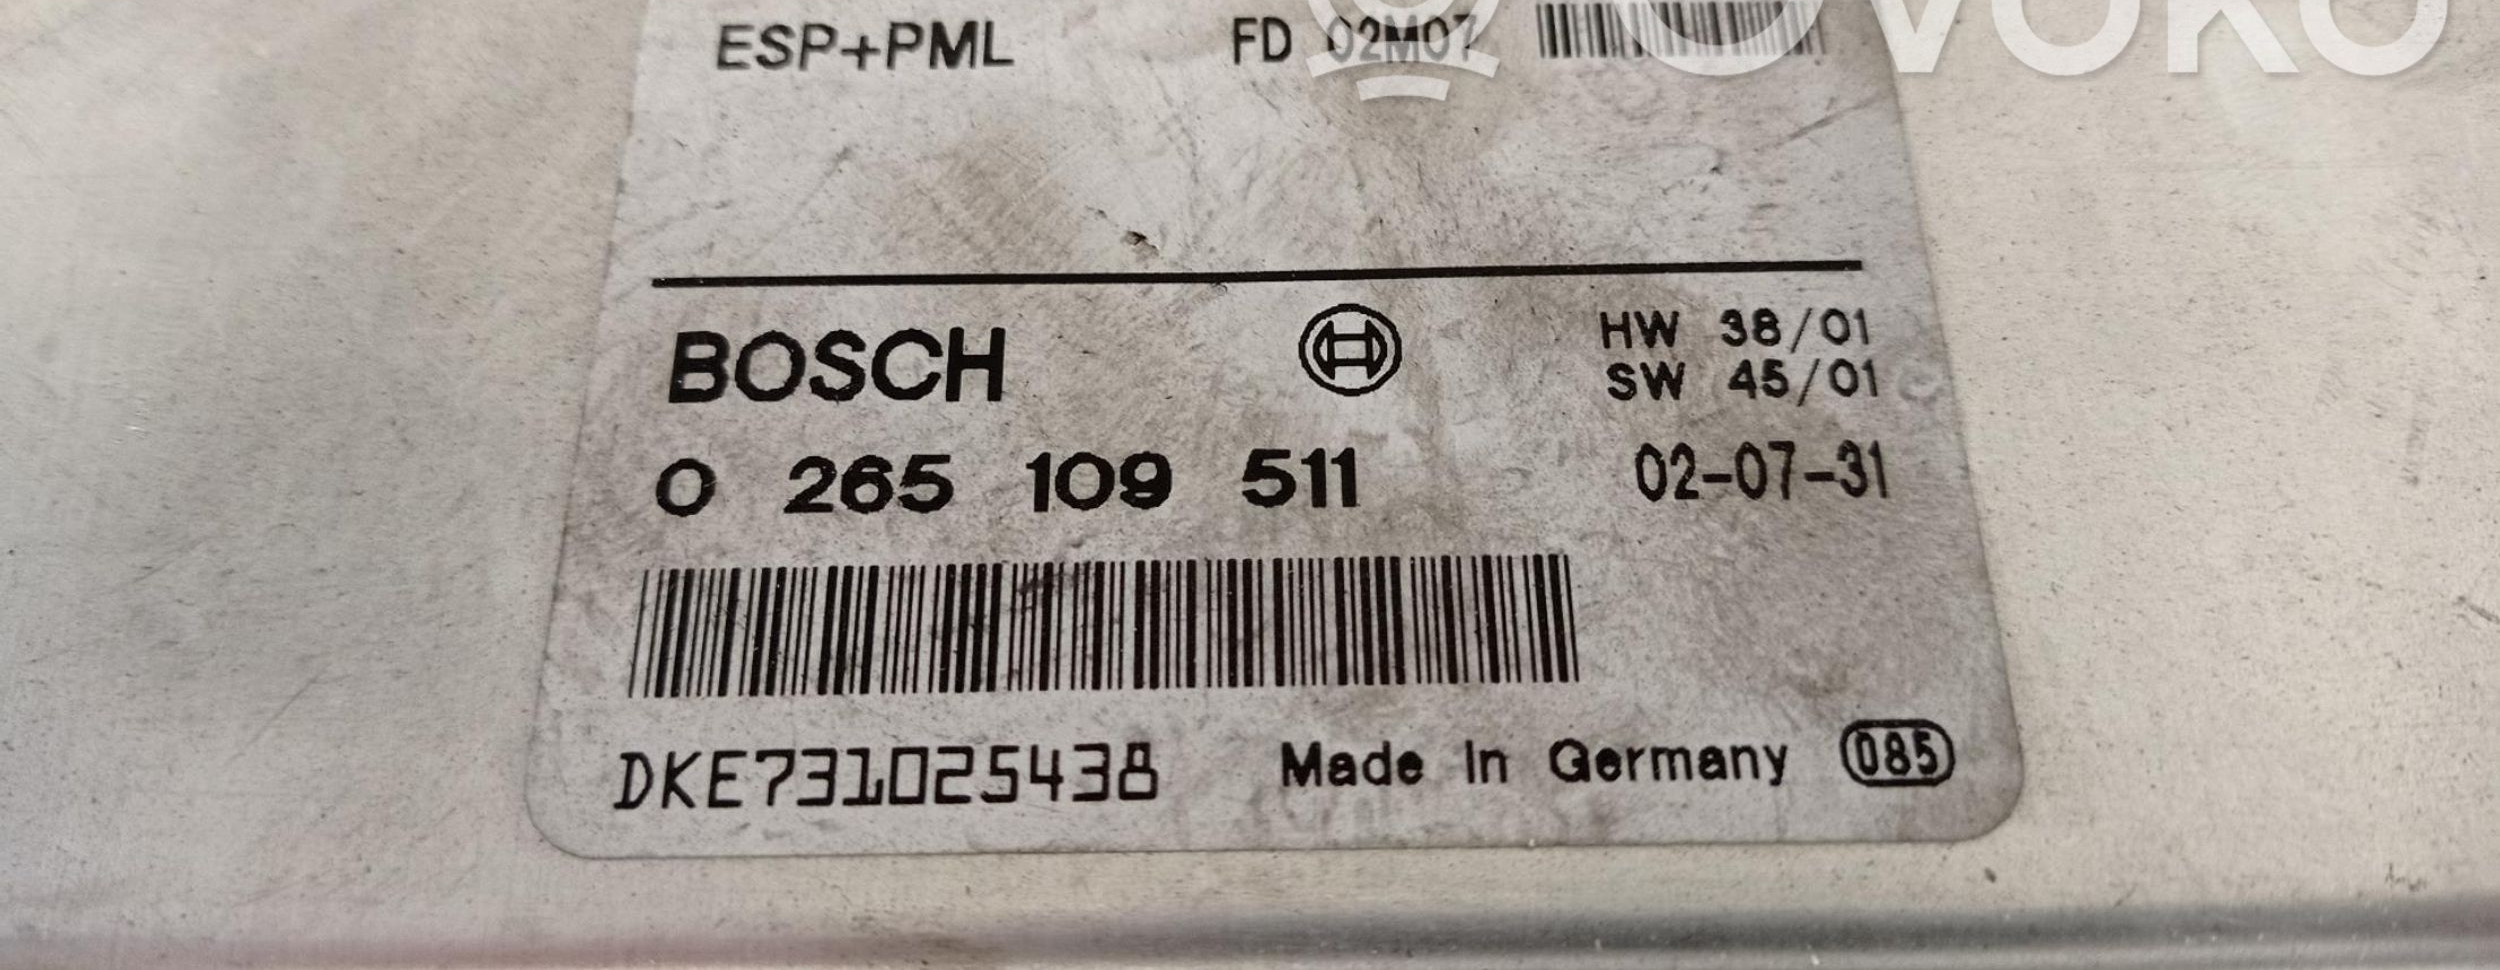 OVOKO
ESP+PML FD 02M07
BOSCH HW 38/01
SW 45/01
0 265 109 511 02-07-31
DKE731025438 Made In Germany 085